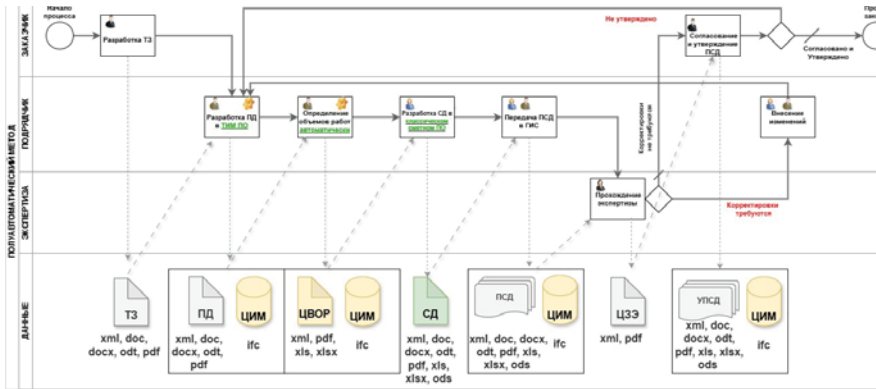 ПОЛУАВТОМАТИЧЕСКИЙ МЕТОД
ЗАКАЗЧИК
Начало
процесса
Разработка ТЗ
Не утверждено
Согласование
и утверждение
ПСД
Согласовано и
Утверждено
ПОДРЯДЧИК
Разработка ПД
в ТИМ ПО
Определение
объемов работ
автоматически
Разработка СД в
классическом
сметном ПО
Передача ПСД
в ГИС
Корректировки
не требуются
Внесение
изменений
ЭКСПЕРТИЗА
Прохождение
экспертизы
Корректировки
требуются
ДАННЫЕ
ТЗ
xml, doc,
docx, odt, pdf
ПД
xml, doc,
docx, odt,
pdf
ЦИМ
ifc
ЦВОР
xml, pdf,
xls, xlsx
ЦИМ
ifc
СД
xml, doc,
docx, odt,
pdf, xls,
xlsx, ods
ПСД
xml, doc, docx,
odt, pdf, xls,
xlsx, ods
ЦИМ
ifc
ЦЗЭ
xml, pdf
УПСД
xml, doc,
docx, odt,
pdf, xls, xlsx,
ods
ЦИМ
ifc